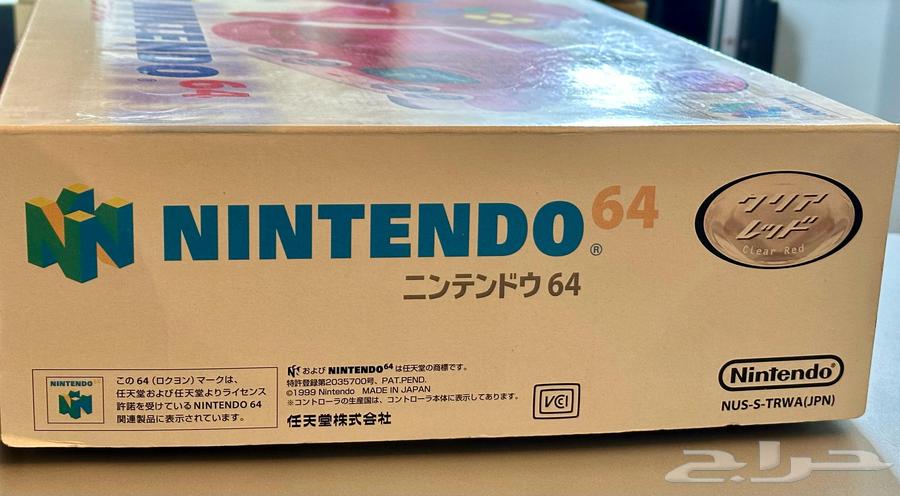 NINTENDO 64
NINTENDO 64®
ニンテンドウ64
クリア
レッド
Clear Red
NINTENDO64
この64（ロクヨン）マークは、
任天堂および任天堂よりライセンス
許諾を受けているNINTENDO 64
関連製品に表示されています。
および NINTENDO64 は任天堂の商標です。
特許登録第2035700号、PAT.PEND.
©1999 Nintendo MADE IN JAPAN
※コントローラの生産国は、コントローラ本体に表示してあります。
任天堂株式会社
VCI
Nintendo®
NUS-S-TRWA(JPN)
حراج